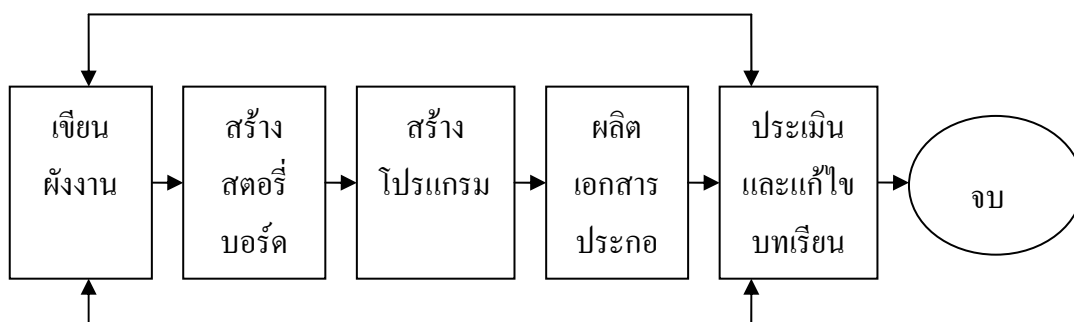 เขียน
ผังงาน
สร้าง
สตอรี่
บอร์ด
สร้าง
โปรแกรม
ผลิต
เอกสาร
ประกอ
ประเมิน
และแก้ไข
บทเรียน
จบ